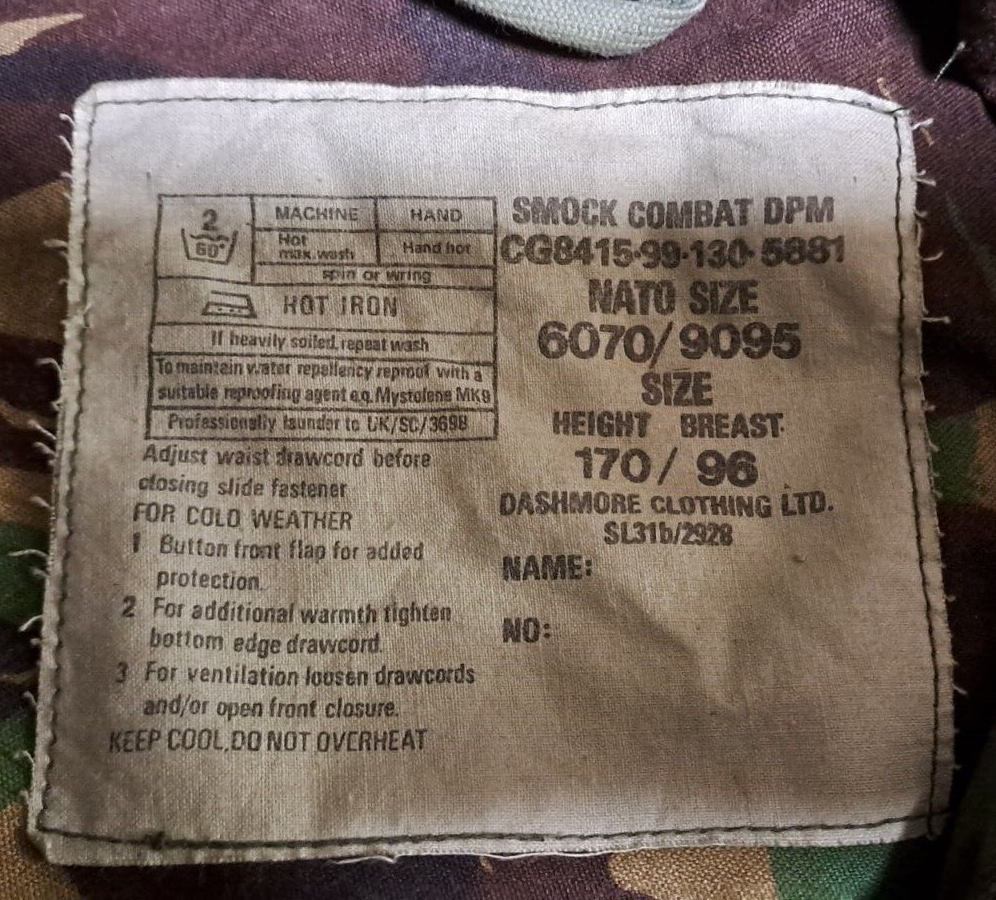 2
60°
MACHINE HAND
Hot max. wash Hand hot
spin or wring
HOT IRON
If heavily soiled, repeat wash
To maintain water repellency reproof with a
suitable reproofing agent e.g. Mystolene MK9
Professionally launder to UK/SC/3698
Adjust waist drawcord before
closing slide fastener
FOR COLD WEATHER
1 Button front flap for added
protection.
2 For additional warmth tighten
bottom edge drawcord.
3 For ventilation loosen drawcords
and/or open front closure.
KEEP COOL, DO NOT OVERHEAT
SMOCK COMBAT DPM
CG8415·99·130·5881
NATO SIZE
6070/9095
SIZE
HEIGHT BREAST
170/ 96
DASHMORE CLOTHING LTD.
SL31b/2928
NAME:
NO: